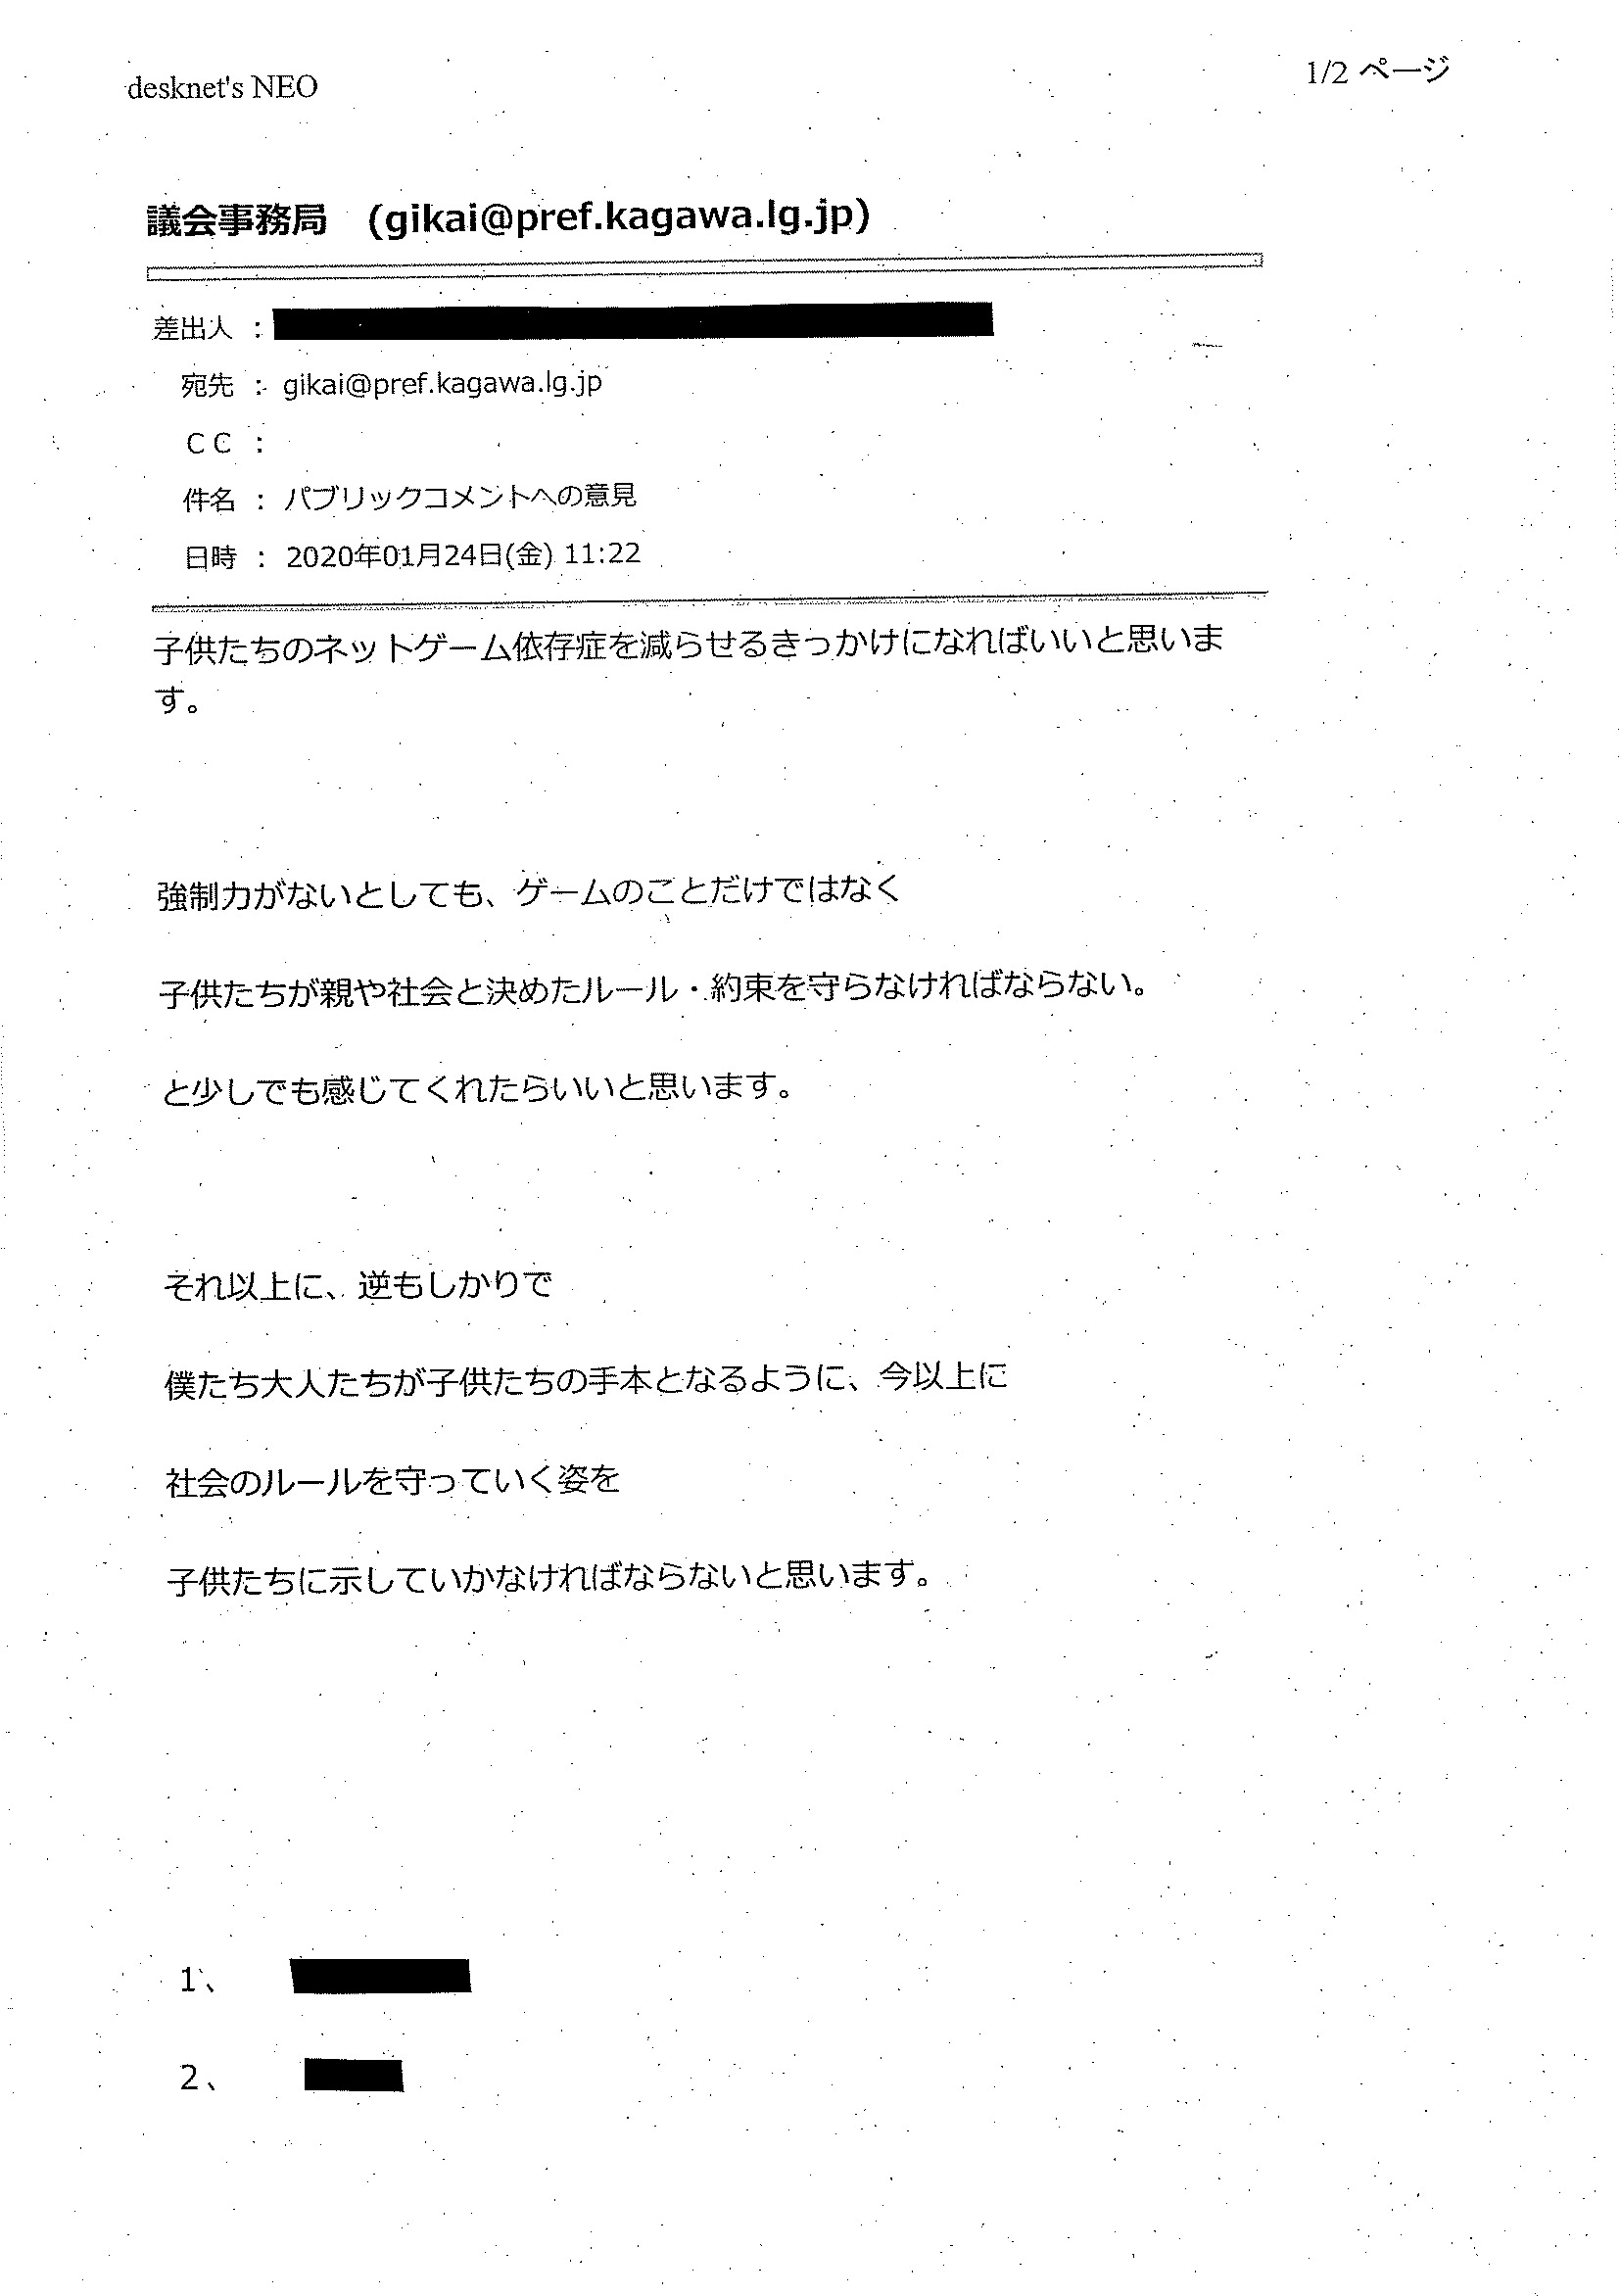 desknet's NEO
1/2 ページ
議会事務局 (gikai@pref.kagawa.lg.jp)
差出人 :
宛先 : gikai@pref.kagawa.lg.jp
CC :
件名 : パブリックコメントへの意見
日時 : 2020年01月24日(金) 11:22
子供たちのネットゲーム依存症を減らせるきっかけになればいいと思いま
す。
強制力がないとしても、ゲームのことだけではなく
子供たちが親や社会と決めたルール・約束を守らなければならない。
と少しでも感じてくれたらいいと思います。
それ以上に、逆もしかりで
僕たち大人たちが子供たちの手本となるように、今以上に
社会のルールを守っていく姿を
子供たちに示していかなければならないと思います。
1、
2、